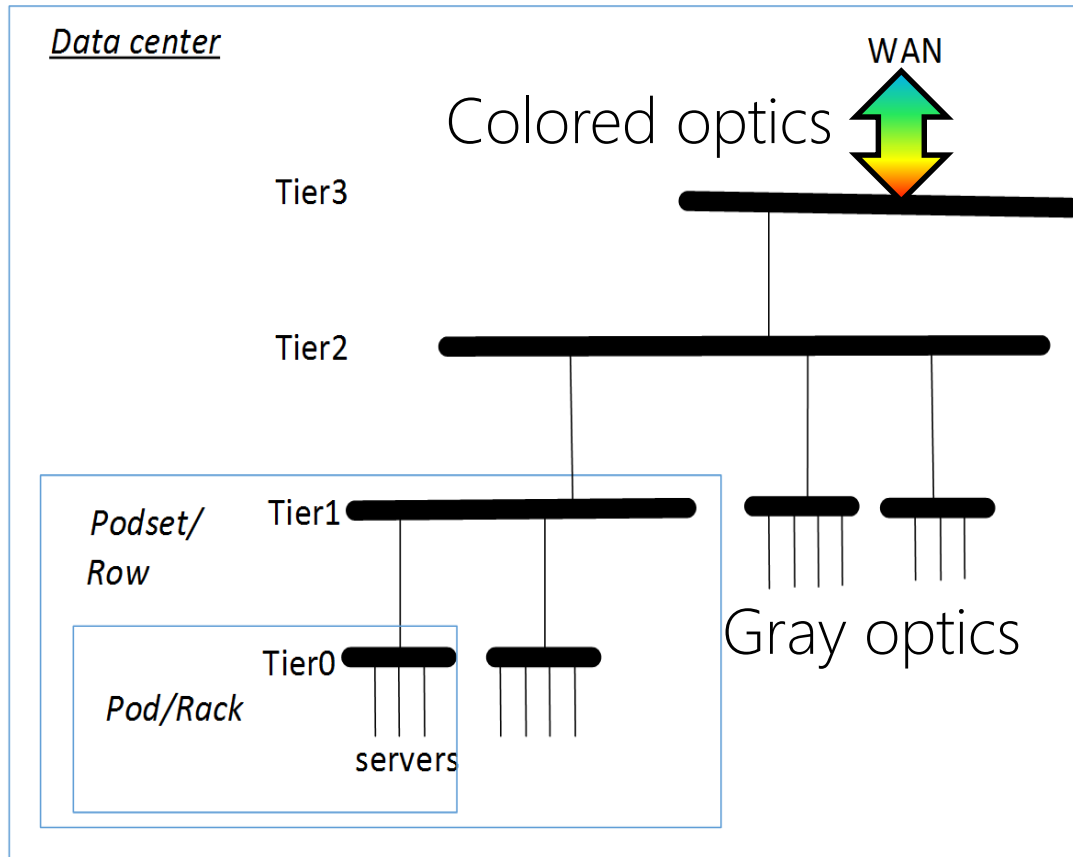 Data center
WAN
Colored optics
Tier3
Tier2
Tier1
Podset/
Row
Gray optics
Tier0
Pod/Rack
servers